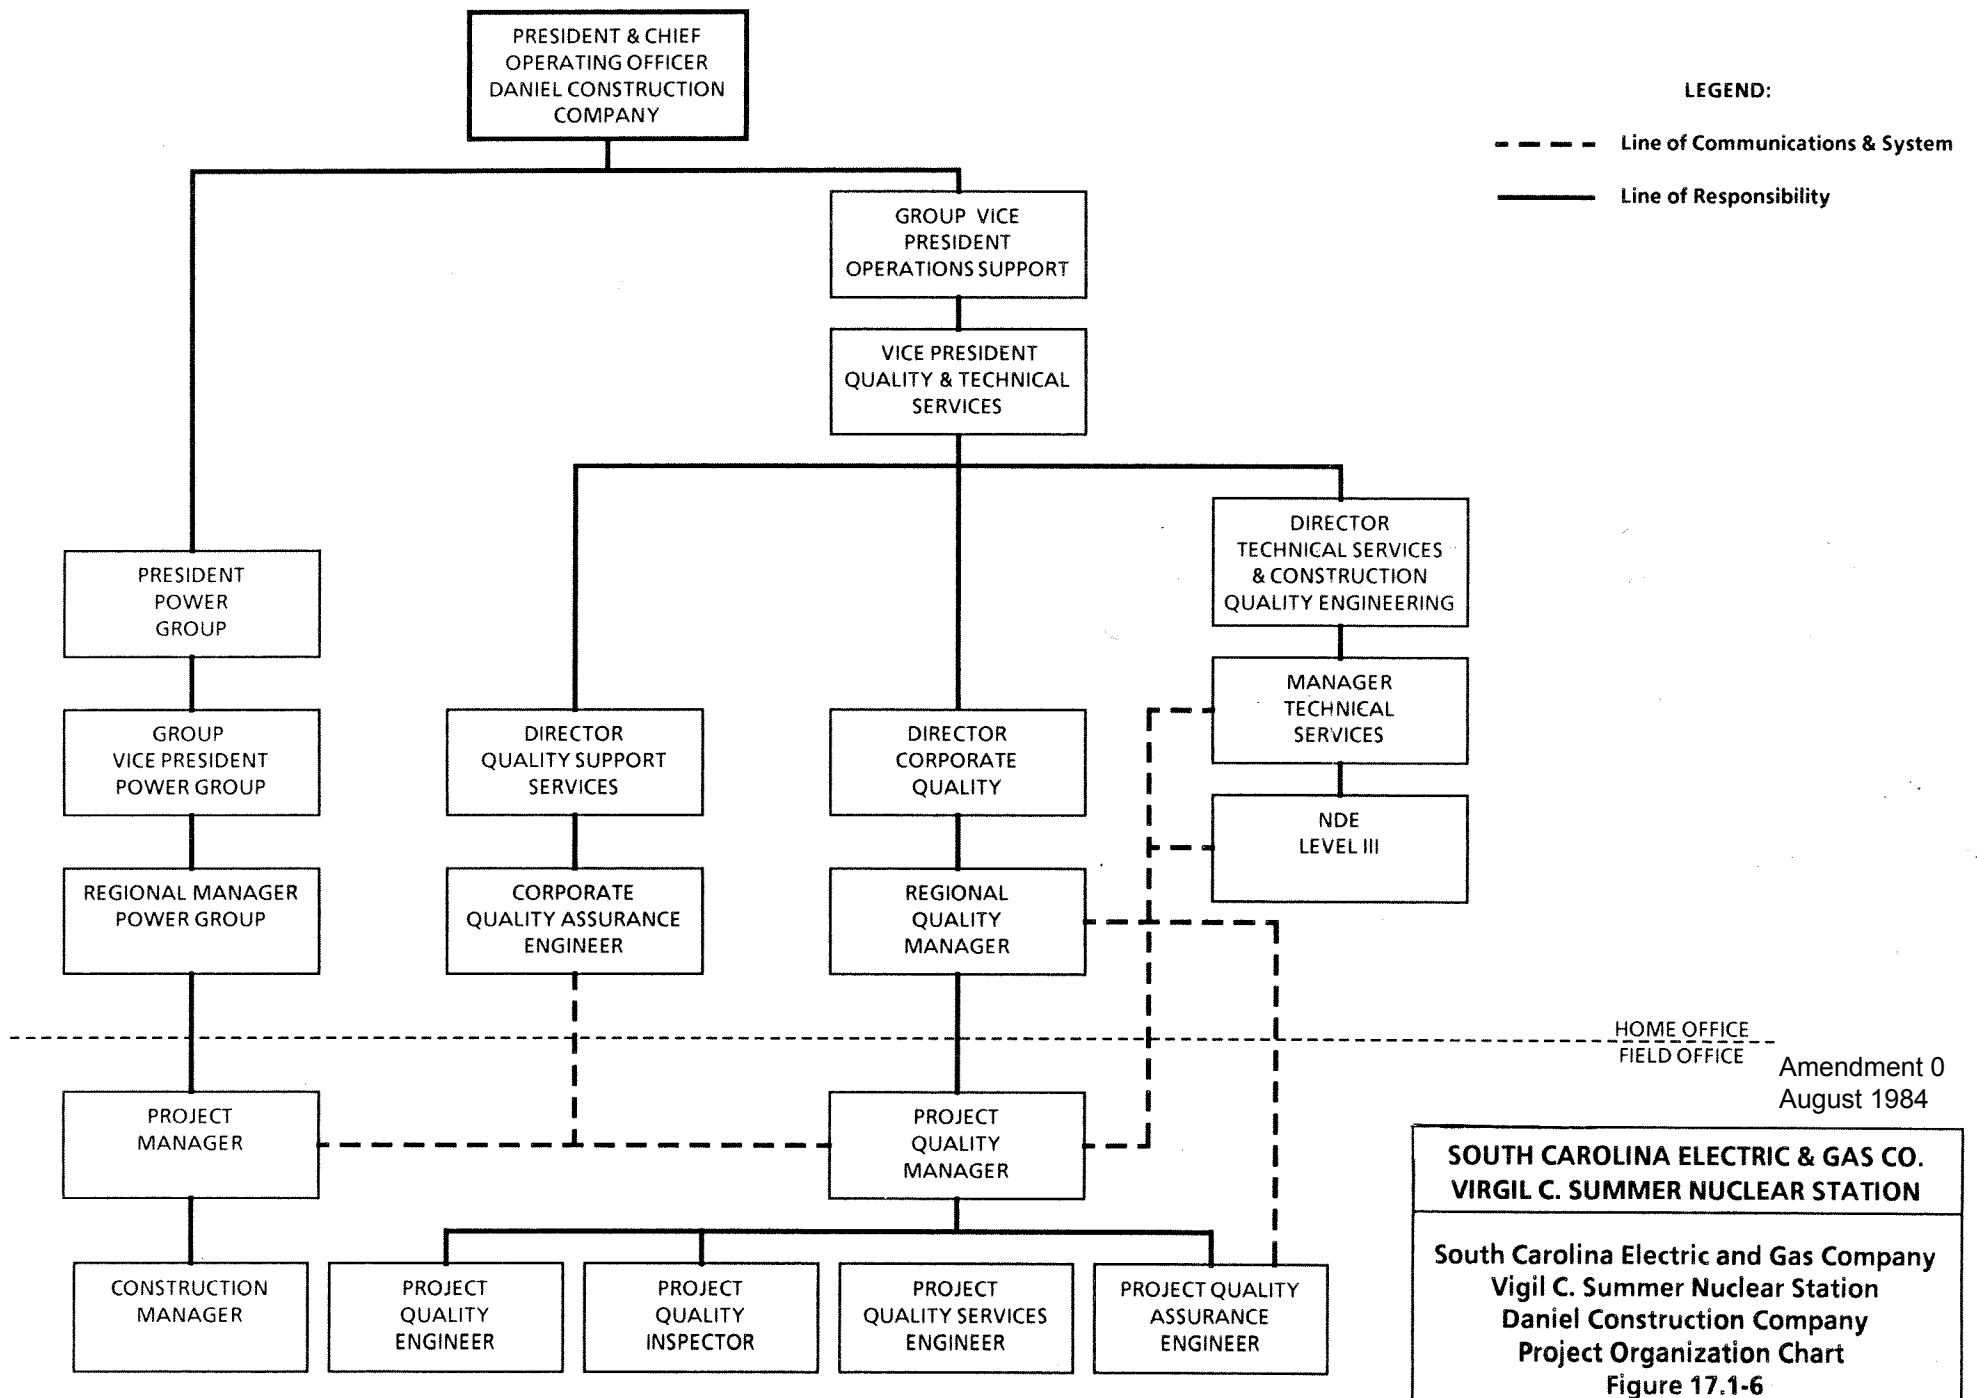 PRESIDENT & CHIEF
OPERATING OFFICER
DANIEL CONSTRUCTION
COMPANY
LEGEND:
Line of Communications & System
Line of Responsibility
GROUP VICE
PRESIDENT
OPERATIONS SUPPORT
VICE PRESIDENT
QUALITY & TECHNICAL
SERVICES
DIRECTOR
TECHNICAL SERVICES
& CONSTRUCTION
QUALITY ENGINEERING
PRESIDENT
POWER
GROUP
MANAGER
TECHNICAL
SERVICES
GROUP
VICE PRESIDENT
POWER GROUP
DIRECTOR
QUALITY SUPPORT
SERVICES
DIRECTOR
CORPORATE
QUALITY
NDE
LEVEL III
REGIONAL MANAGER
POWER GROUP
CORPORATE
QUALITY ASSURANCE
ENGINEER
REGIONAL
QUALITY
MANAGER
HOME OFFICE
FIELD OFFICE
Amendment 0
August 1984
PROJECT
MANAGER
PROJECT
QUALITY
MANAGER
CONSTRUCTION
MANAGER
PROJECT
QUALITY
ENGINEER
PROJECT
QUALITY
INSPECTOR
PROJECT
QUALITY SERVICES
ENGINEER
PROJECT QUALITY
ASSURANCE
ENGINEER
SOUTH CAROLINA ELECTRIC & GAS CO.
VIRGIL C. SUMMER NUCLEAR STATION
South Carolina Electric and Gas Company
Vigil C. Summer Nuclear Station
Daniel Construction Company
Project Organization Chart
Figure 17.1-6